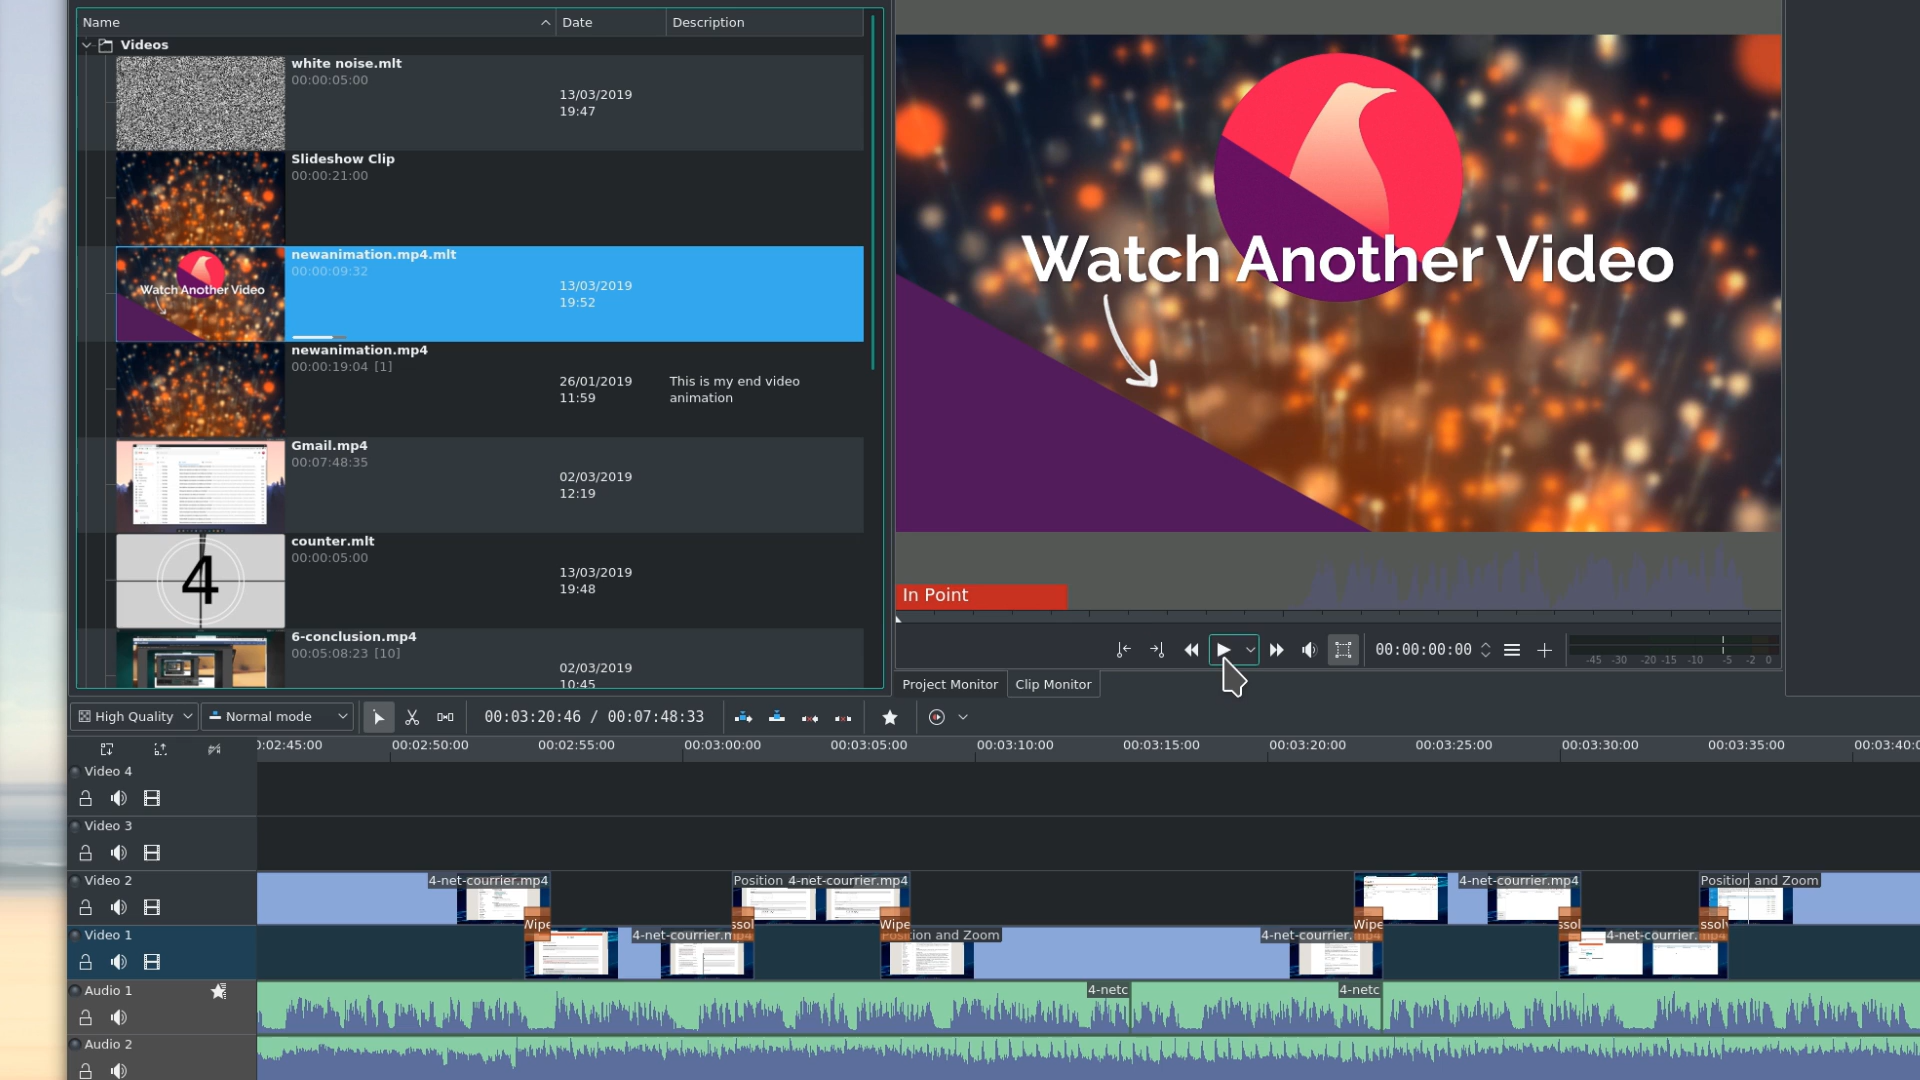 Name Date Description
Videos
white noise.mlt
00:00:05:00
13/03/2019
19:47
Slideshow Clip
00:00:21:00
newanimation.mp4.mlt
00:00:09:32
13/03/2019
19:52
Watch Another Video
newanimation.mp4
00:00:19:04 [1]
26/01/2019
11:59
This is my end video
animation
Gmail.mp4
00:07:48:35
02/03/2019
12:19
counter.mlt
00:00:05:00
13/03/2019
19:48
4
6-conclusion.mp4
00:05:08:23 [10]
02/03/2019
10:45
Watch Another Video
In Point
00:00:00:00
-45 -30 -20 -15 -10 -5 -2 0
Project Monitor Clip Monitor
High Quality Normal mode 00:03:20:46 / 00:07:48:33
0:02:45:00 00:02:50:00 00:02:55:00 00:03:00:00 00:03:05:00 00:03:10:00 00:03:15:00 00:03:20:00 00:03:25:00 00:03:30:00 00:03:35:00 00:03:40:0
Video 4
Video 3
Video 2
4-net-courrier.mp4 Position 4-net-courrier.mp4 4-net-courrier.mp4 Position and Zoom
Wipe ssol Wipe Wipe ssol ssolv
Video 1
4-net-courrier.mp4 Position and Zoom 4-net-courrier.mp4 4-net-courrier.mp4
Audio 1
4-netc 4-netc
Audio 2